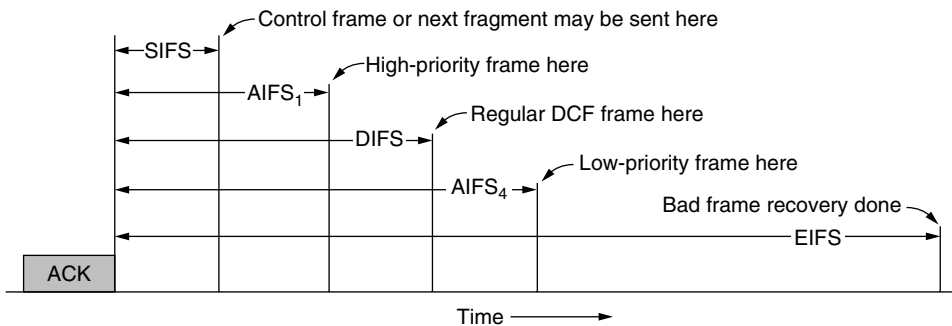 Control frame or next fragment may be sent here
SIFS
High-priority frame here
AIFS₁
Regular DCF frame here
DIFS
Low-priority frame here
AIFS₄
Bad frame recovery done
EIFS
ACK
Time